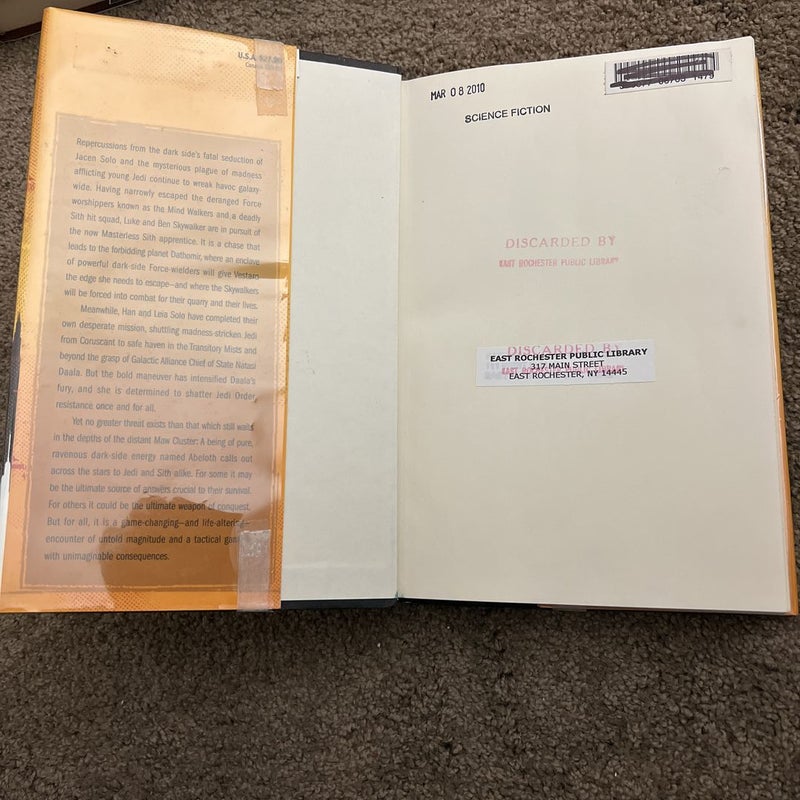 U.S.A. $27.00
Repercussions from the dark side's fatal seduction of
Jacen Solo and the mysterious plague of madness
afflicting young Jedi continue to wreak havoc galaxy-
wide. Having narrowly escaped the deranged Force
worshippers known as the Mind Walkers and a deadly
Sith hit squad, Luke and Ben Skywalker are in pursuit of
the now Masterless Sith apprentice. It is a chase that
leads to the forbidding planet Dathomir, where an enclave
of powerful dark-side Force-wielders will give Vestara
the edge she needs to escape—and where the Skywalkers
will be forced into combat for their quarry and their lives.
Meanwhile, Han and Leia Solo have completed their
own desperate mission, shuttling madness-stricken Jedi
from Coruscant to safe haven in the Transitory Mists and
beyond the grasp of Galactic Alliance Chief of State Natasi
Daala. But the bold maneuver has intensified Daala's
fury, and she is determined to shatter Jedi Order
resistance once and for all.
Yet no greater threat exists than that which still waits
in the depths of the distant Maw Cluster: A being of pure,
ravenous dark-side energy named Abeloth calls out
across the stars to Jedi and Sith alike. For some it may
be the ultimate source of answers crucial to their survival.
For others it could be the ultimate weapon of conquest.
But for all, it is a game-changing—and life-altering—
encounter of untold magnitude and a tactical
with unimaginable consequences.
MAR 08 2010
SCIENCE FICTION
1479
DISCARDED BY
EAST ROCHESTER PUBLIC LIBRARY
DISCARDED BY
EAST ROCHESTER PUBLIC LIBRARY
317 MAIN STREET
EAST ROCHESTER, NY 14445